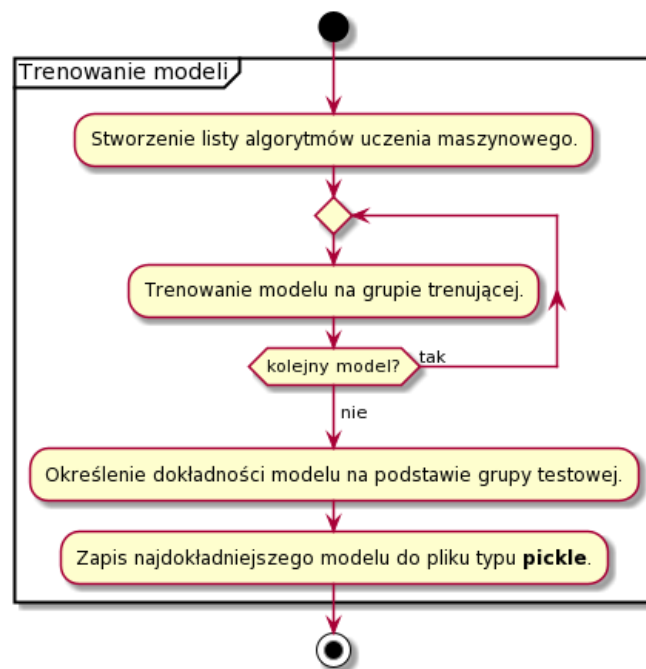 Trenowanie modeli
Stworzenie listy algorytmów uczenia maszynowego.
Trenowanie modelu na grupie trenującej.
kolejny model?
tak
nie
Określenie dokładności modelu na podstawie grupy testowej.
Zapis najdokładniejszego modelu do pliku typu pickle.